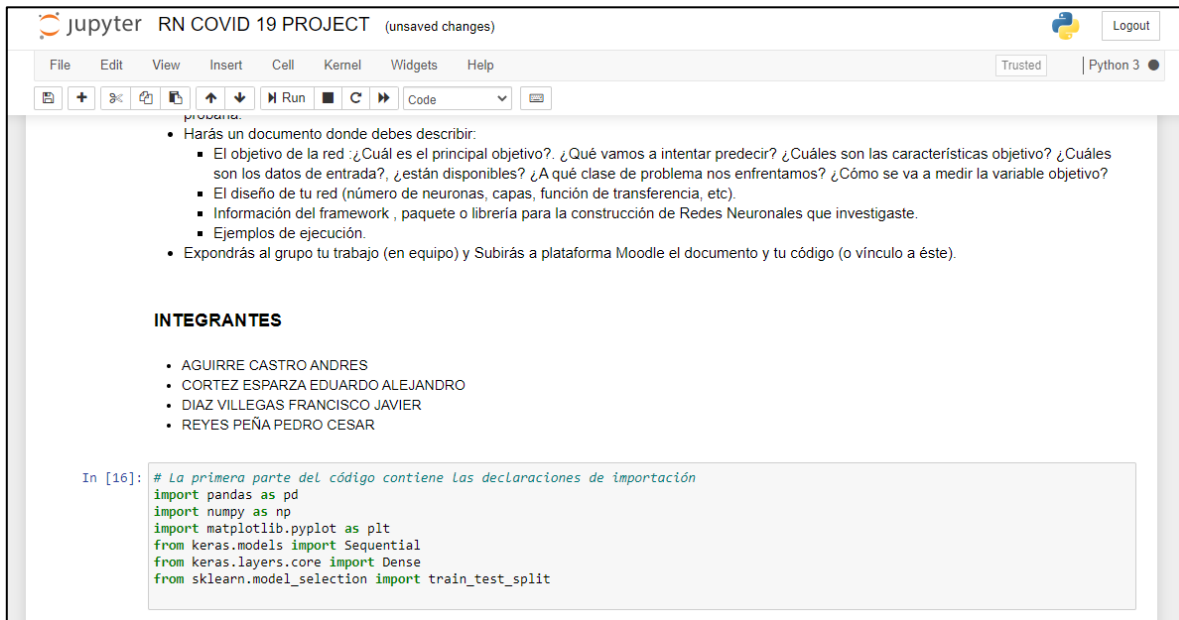 jupyter RN COVID 19 PROJECT (unsaved changes) Logout
File Edit View Insert Cell Kernel Widgets Help Trusted Python 3
Run Code
probarla.
Harás un documento donde debes describir:
El objetivo de la red :¿Cuál es el principal objetivo?. ¿Qué vamos a intentar predecir? ¿Cuáles son las características objetivo? ¿Cuáles
son los datos de entrada?, ¿están disponibles? ¿A qué clase de problema nos enfrentamos? ¿Cómo se va a medir la variable objetivo?
El diseño de tu red (número de neuronas, capas, función de transferencia, etc).
Información del framework , paquete o librería para la construcción de Redes Neuronales que investigaste.
Ejemplos de ejecución.
Expondrás al grupo tu trabajo (en equipo) y Subirás a plataforma Moodle el documento y tu código (o vínculo a éste).
INTEGRANTES
AGUIRRE CASTRO ANDRES
CORTEZ ESPARZA EDUARDO ALEJANDRO
DIAZ VILLEGAS FRANCISCO JAVIER
REYES PEÑA PEDRO CESAR
In [16]: # La primera parte del código contiene las declaraciones de importación
import pandas as pd
import numpy as np
import matplotlib.pyplot as plt
from keras.models import Sequential
from keras.layers.core import Dense
from sklearn.model_selection import train_test_split